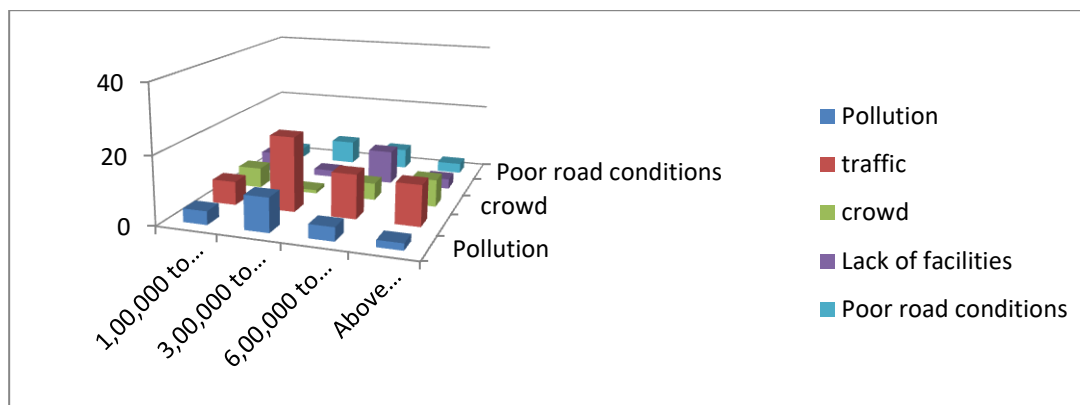 40
20
0
1,00,000 to...
3,00,000 to...
6,00,000 to...
Above...
Poor road conditions
crowd
Pollution
Pollution
traffic
crowd
Lack of facilities
Poor road conditions